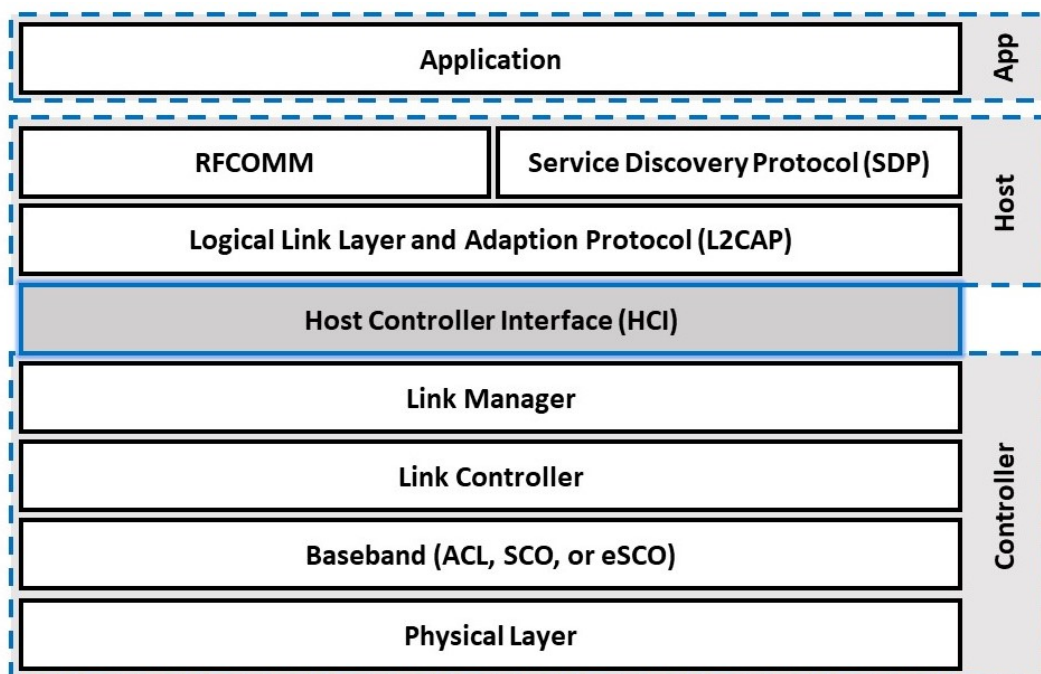 Application
App
RFCOMM
Service Discovery Protocol (SDP)
Logical Link Layer and Adaption Protocol (L2CAP)
Host
Host Controller Interface (HCI)
Link Manager
Link Controller
Baseband (ACL, SCO, or eSCO)
Physical Layer
Controller